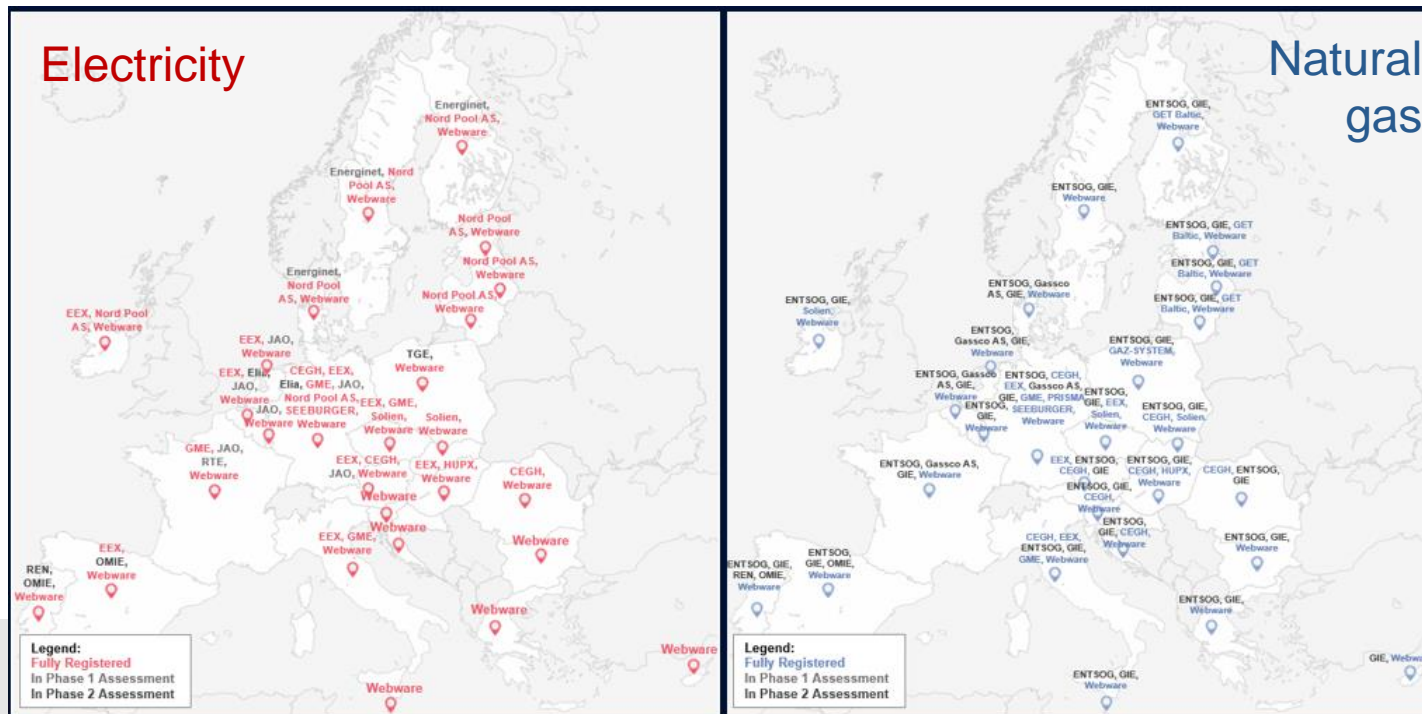 Electricity
Energinet,
Nord Pool AS,
Webware
Energinet, Nord
Pool AS,
Webware
Nord Pool
AS, Webware
Nord Pool AS,
Webware
Energinet,
Nord Pool
AS, Webware
Nord Pool AS,
Webware
EEX, Nord Pool
AS, Webware
EEX, JAO,
Webware
TGE,
Webware
EEX, Elia,
JAO,
Webware
CEGH, EEX,
Elia, GME, JAO,
Nord Pool AS,
SEEBURGER,
Webware
JAO,
Webware
EEX, GME,
Solien,
Webware
Solien,
Webware
GME, JAO,
RTE,
Webware
EEX, CEGH,
JAO, Webware
EEX, HUPX,
Webware
CEGH,
Webware
Webware
Webware
EEX, GME,
Webware
Webware
EEX,
OMIE,
Webware
REN,
OMIE,
Webware
Webware
Webware
Webware
Legend:
Fully Registered
In Phase 1 Assessment
In Phase 2 Assessment
Natural
gas
ENTSOG, GIE,
GET Baltic,
Webware
ENTSOG, GIE,
Webware
ENTSOG, GIE, GET
Baltic, Webware
ENTSOG, GIE, GET
Baltic, Webware
ENTSOG, Gassco
AS, GIE, Webware
ENTSOG, GIE, GET
Baltic, Webware
ENTSOG, GIE,
Solien,
Webware
ENTSOG,
Gassco AS, GIE,
Webware
ENTSOG, GIE,
GAZ-SYSTEM,
Webware
ENTSOG, Gassco
AS, GIE,
Webware
ENTSOG, CEGH,
EEX, Gassco AS,
GIE, GME, PRISMA,
SEEBURGER,
Webware
ENTSOG,
GIE,
Webware
ENTSOG,
GIE, EEX,
Solien,
Webware
ENTSOG, GIE,
CEGH, Solien,
Webware
ENTSOG, Gassco AS,
GIE, Webware
EEX, ENTSOG,
CEGH, GIE
ENTSOG, GIE,
CEGH, HUPX,
Webware
CEGH, ENTSOG,
GIE
ENTSOG, GIE,
CEGH,
Webware
ENTSOG,
GIE, CEGH,
Webware
CEGH, EEX,
ENTSOG, GIE,
GME, Webware
ENTSOG, GIE,
Webware
ENTSOG,
GIE, OMIE,
Webware
ENTSOG, GIE,
REN, OMIE,
Webware
ENTSOG, GIE,
Webware
GIE,
ENTSOG, GIE,
Webware
Legend:
Fully Registered
In Phase 1 Assessment
In Phase 2 Assessment